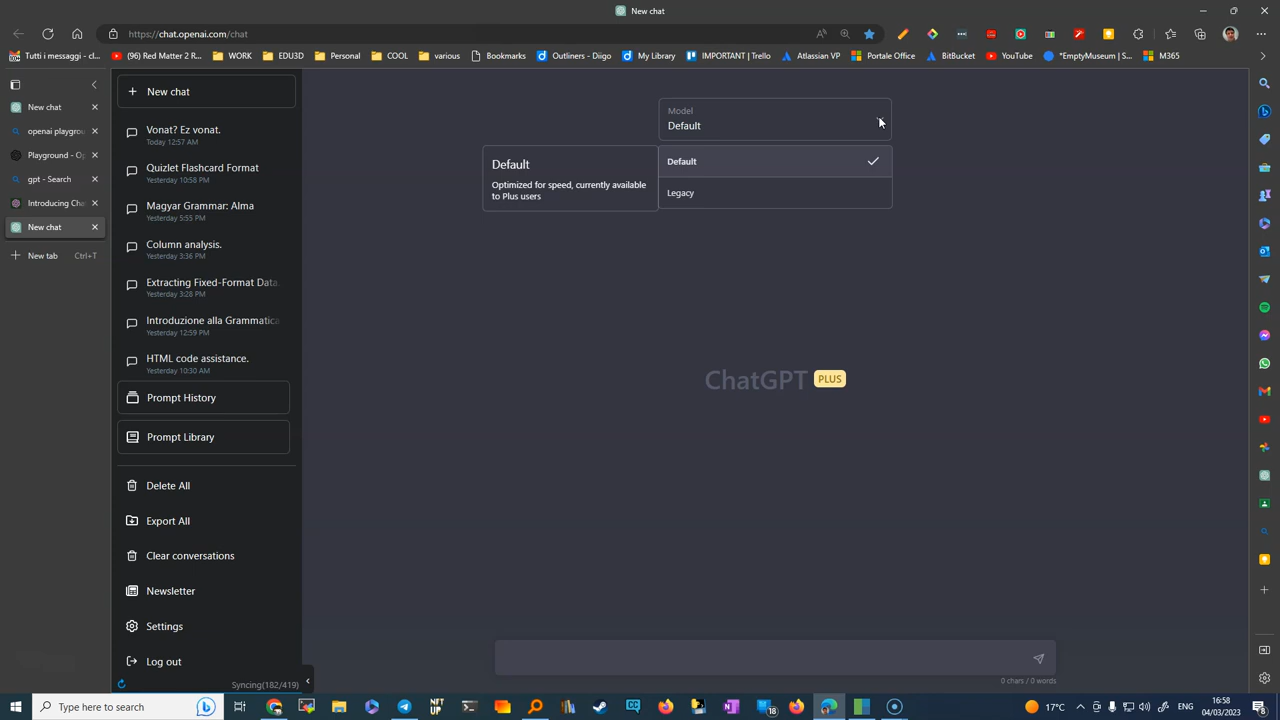 New chat
https://chat.openai.com/chat
Tutti i messaggi - c
(96) Red Matter 2 R...
WORK
EDU3D
Personal
COOL
various
Bookmarks
Outliners - Diigo
My Library
IMPORTANT | Trello
Atlassian VP
Portale Office
BitBucket
YouTube
*EmptyMuseum | S...
M365
New chat
openai playgrou
Playground - Op
gpt - Search
Introducing Cha
New chat
New tab
Ctrl+T
New chat
Vonat? Ez vonat.
Today 12:57 AM
Quizlet Flashcard Format
Yesterday 10:58 PM
Magyar Grammar: Alma
Yesterday 5:55 PM
Column analysis.
Yesterday 3:36 PM
Extracting Fixed-Format Data.
Yesterday 3:28 PM
Introduzione alla Grammatica
Yesterday 12:59 PM
HTML code assistance.
Yesterday 10:30 AM
Prompt History
Prompt Library
Delete All
Export All
Clear conversations
Newsletter
Settings
Log out
Syncing(182/419)
Model
Default
Default
Optimized for speed, currently available
to Plus users
Default
Legacy
ChatGPT PLUS
0 chars / 0 words
Type here to search
NFT
UP
CC
18
17°C
ENG
16:58
04/03/2023